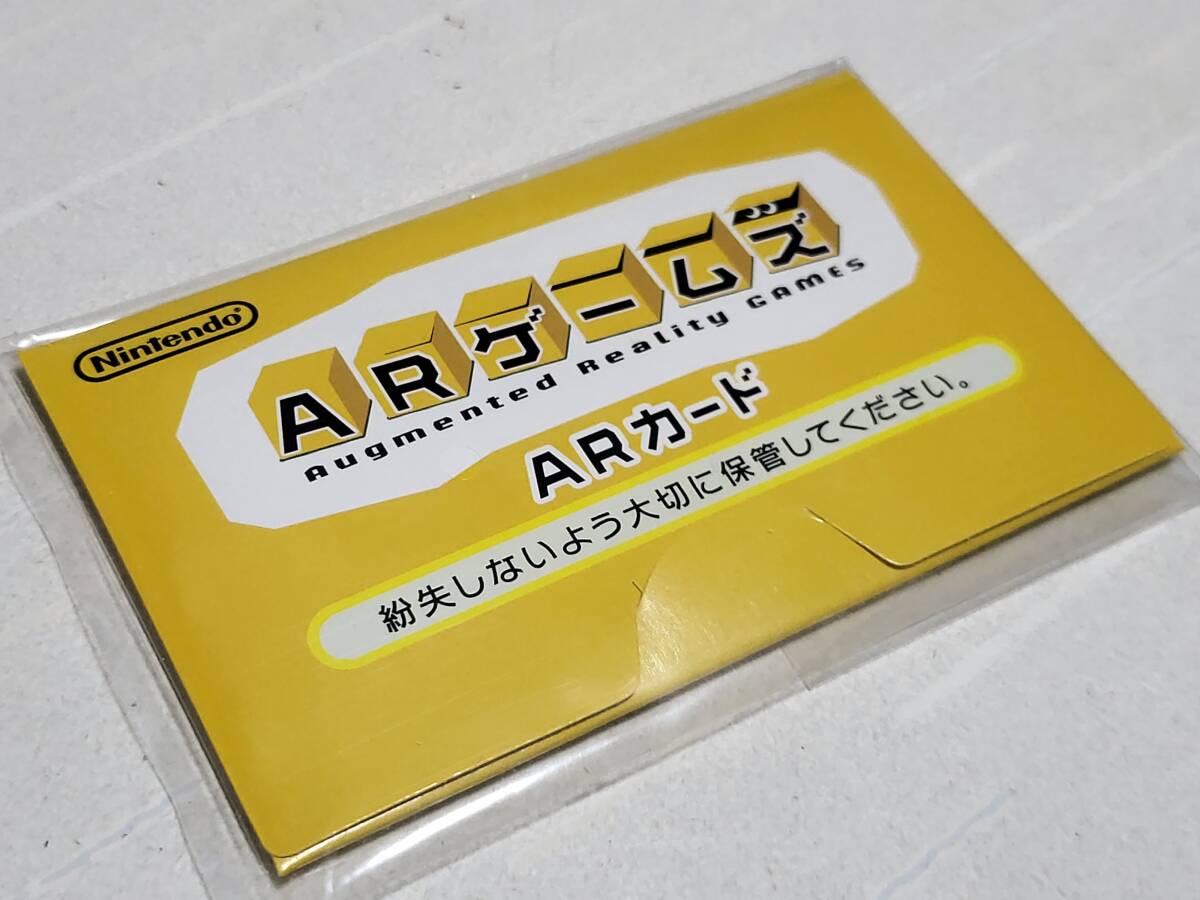 Nintendo®
ARゲームズ
Augmented Reality GAMES
ARカード
紛失しないよう大切に保管してください。